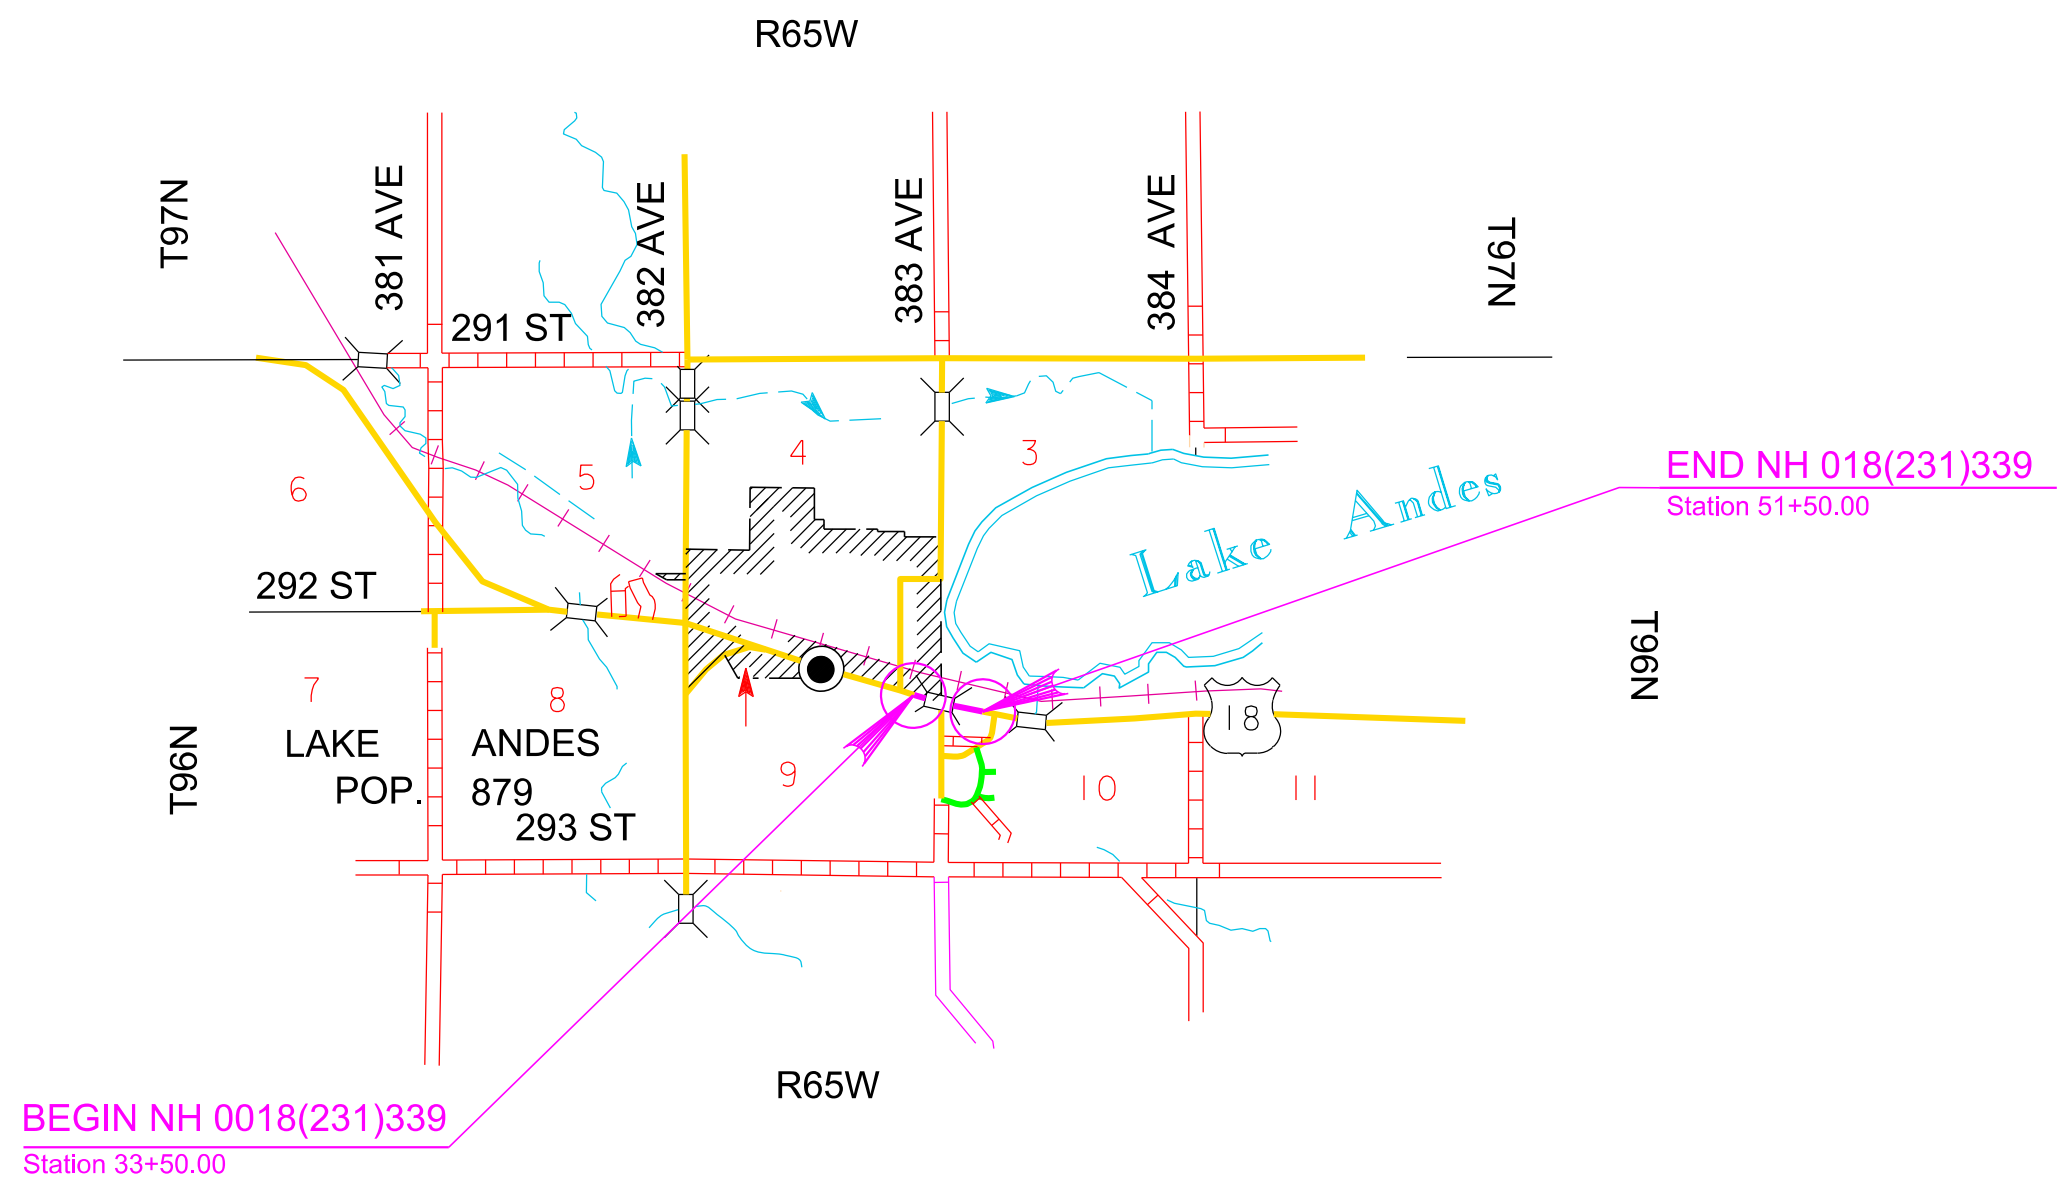 R65W
T97N
381 AVE
382 AVE
383 AVE
384 AVE
T97N
291 ST
4
3
5
6
END NH 018(231)339
Station 51+50.00
Lake Andes
292 ST
T96N
7
8
18
LAKE ANDES
POP. 879
9
10
11
T96N
293 ST
R65W
BEGIN NH 0018(231)339
Station 33+50.00